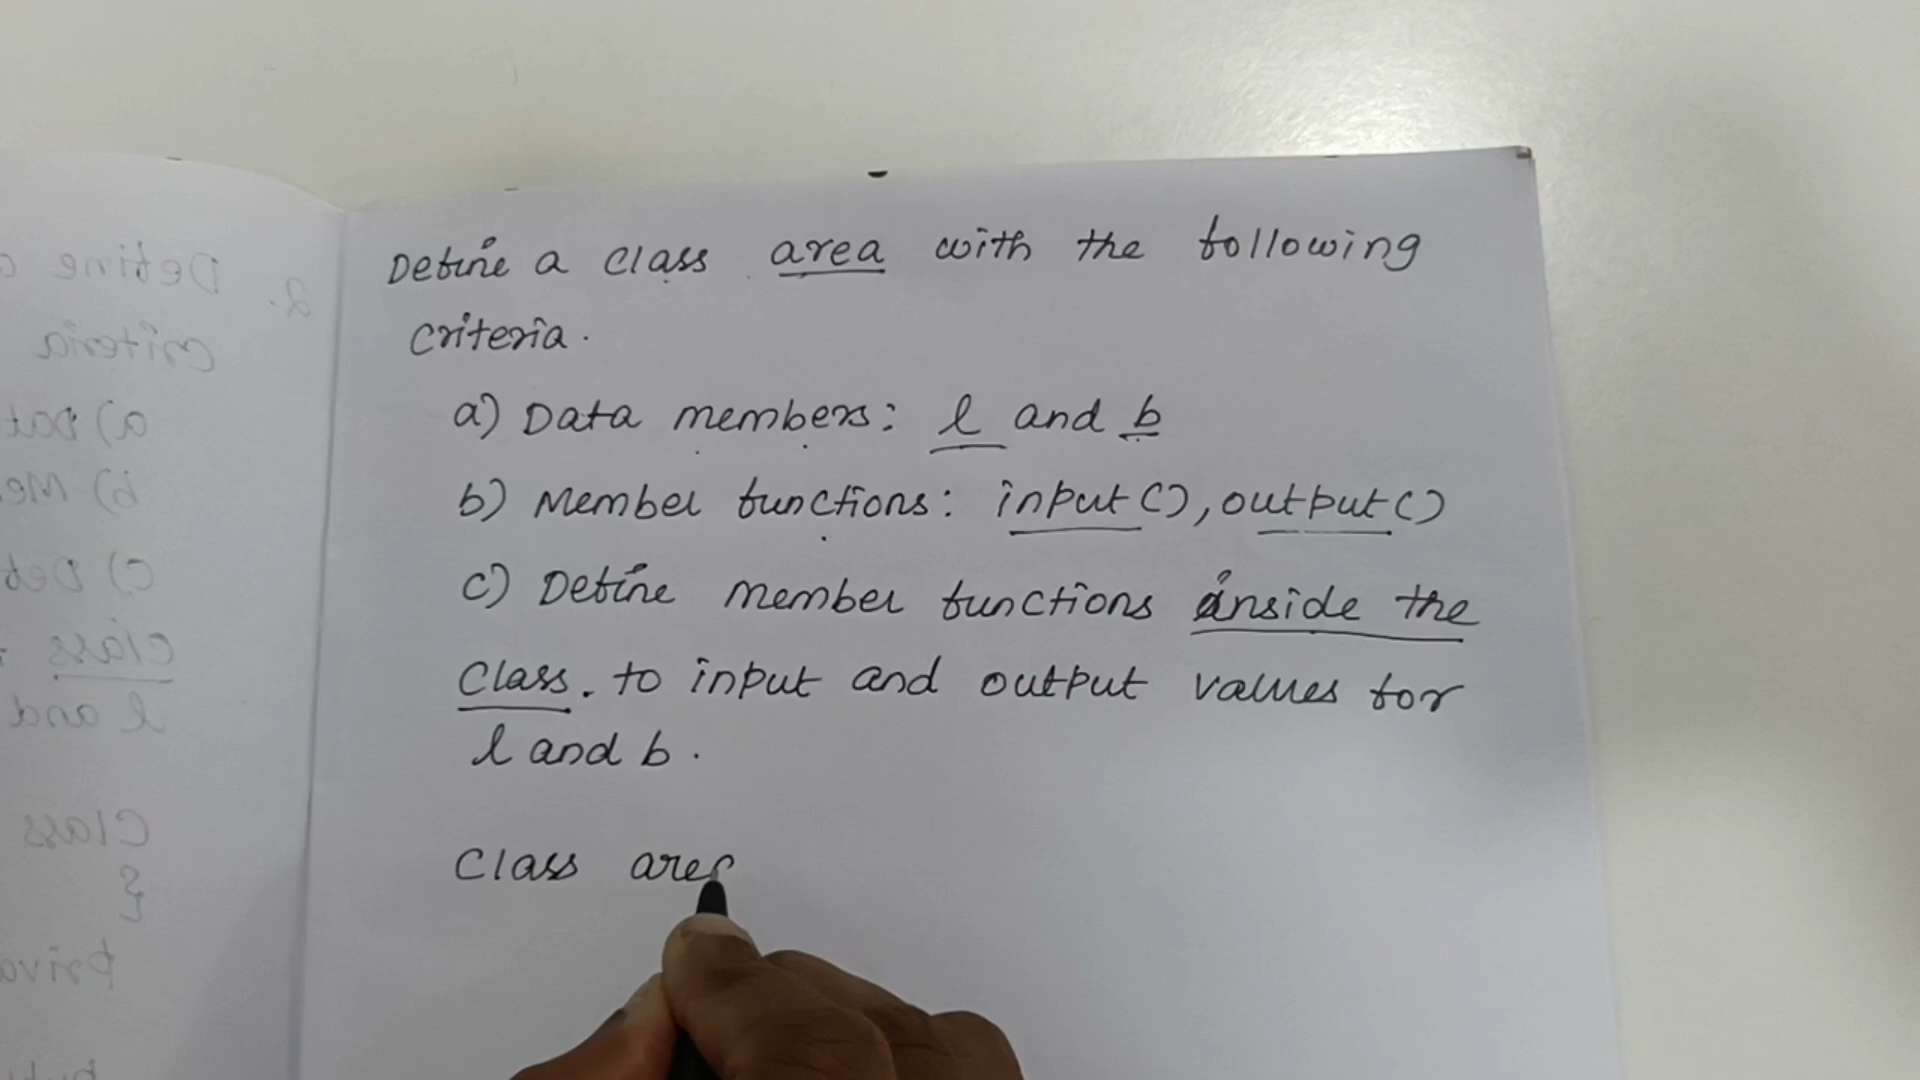 Define a class area with the following
criteria.
a) Data members: l and b
b) Member functions: input(), output()
c) Define member functions inside the
class. to input and output values for
l and b.
Class area